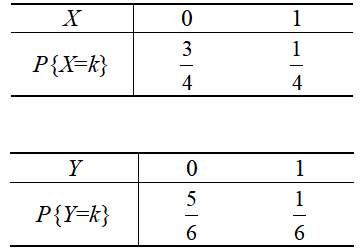 X 0 1
P{X=k} 3/4 1/4
Y 0 1
P{Y=k} 5/6 1/6